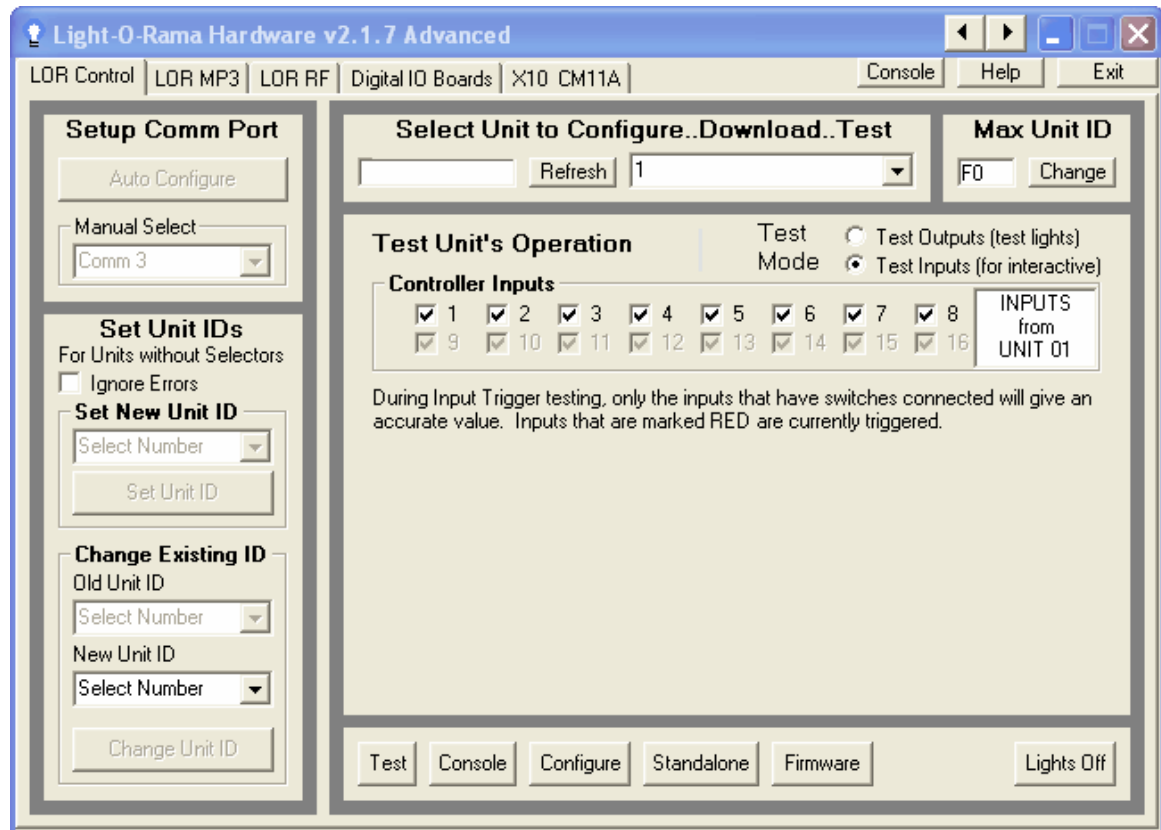 Light-O-Rama Hardware v2.1.7 Advanced
LOR Control LOR MP3 LOR RF Digital IO Boards X10 CM11A Console Help Exit
Setup Comm Port
Auto Configure
Manual Select
Comm 3
Set Unit IDs
For Units without Selectors
Ignore Errors
Set New Unit ID
Select Number
Set Unit ID
Change Existing ID
Old Unit ID
Select Number
New Unit ID
Select Number
Change Unit ID
Select Unit to Configure..Download..Test
Refresh 1
Max Unit ID
F0 Change
Test Unit's Operation
Test Mode
Test Outputs (test lights)
Test Inputs (for interactive)
Controller Inputs
1 2 3 4 5 6 7 8
9 10 11 12 13 14 15 16
INPUTS
from
UNIT 01
During Input Trigger testing, only the inputs that have switches connected will give an
accurate value. Inputs that are marked RED are currently triggered.
Test Console Configure Standalone Firmware Lights Off